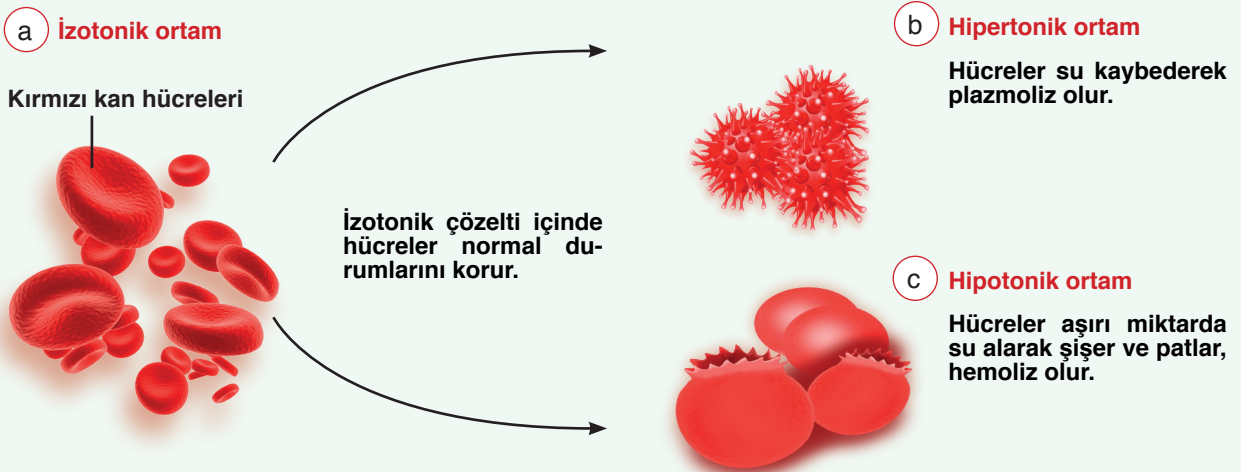 a İzotonik ortam
Kırmızı kan hücreleri
İzotonik çözelti içinde
hücreler normal du-
rumlarını korur.
b Hipertonik ortam
Hücreler su kaybederek
plazmoliz olur.
c Hipotonik ortam
Hücreler aşırı miktarda
su alarak şişer ve patlar,
hemoliz olur.